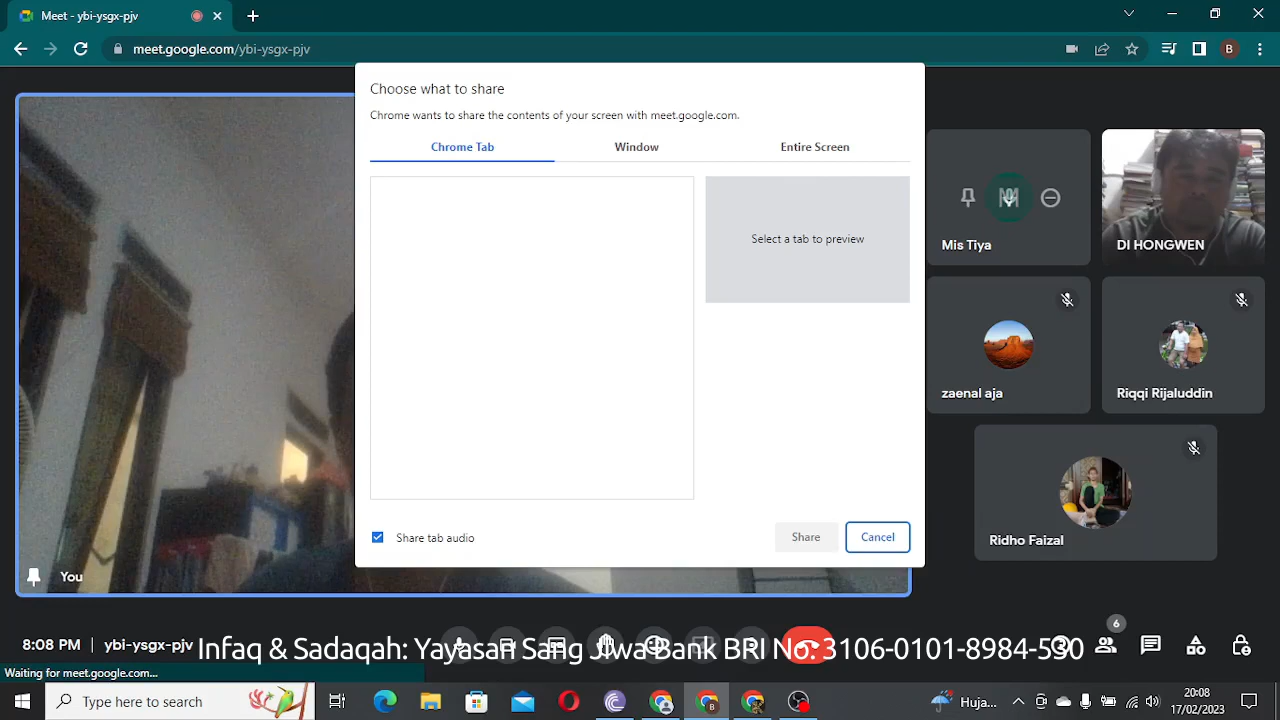 Meet - ybi-ysgx-pjv
meet.google.com/ybi-ysgx-pjv
B
Choose what to share
Chrome wants to share the contents of your screen with meet.google.com.
Chrome Tab
Window
Entire Screen
Select a tab to preview
Share tab audio
Share
Cancel
You
Mis Tiya
DI HONGWEN
zaenal aja
Riqqi Rijaluddin
Ridho Faizal
6
8:08 PM | ybi-ysgx-pjv
Infaq & Sadaqah: Yayasan Sang Jiwa Bank BRI No: 3106-0101-8984-530
Waiting for meet.google.com...
Type here to search
Huja...
20:08
17/02/2023